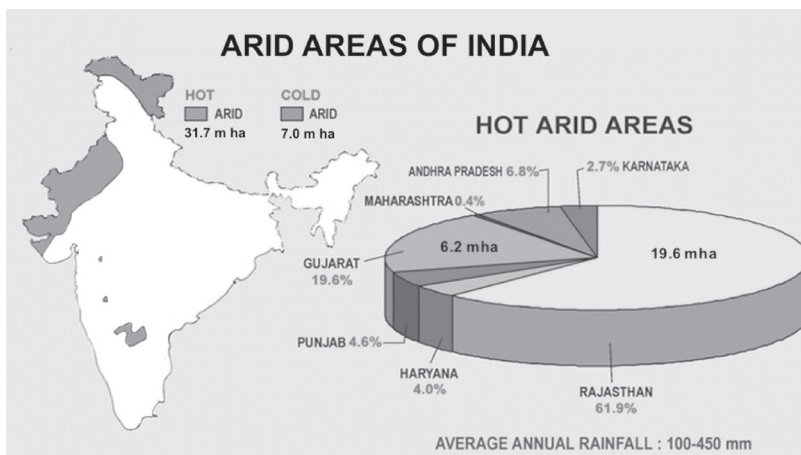 ARID AREAS OF INDIA
HOT
ARID
31.7 m ha
COLD
ARID
7.0 m ha
HOT ARID AREAS
ANDHRA PRADESH 6.8%
2.7% KARNATAKA
MAHARASHTRA 0.4%
GUJARAT
19.6%
6.2 mha
19.6 mha
PUNJAB 4.6%
HARYANA
4.0%
RAJASTHAN
61.9%
AVERAGE ANNUAL RAINFALL : 100-450 mm